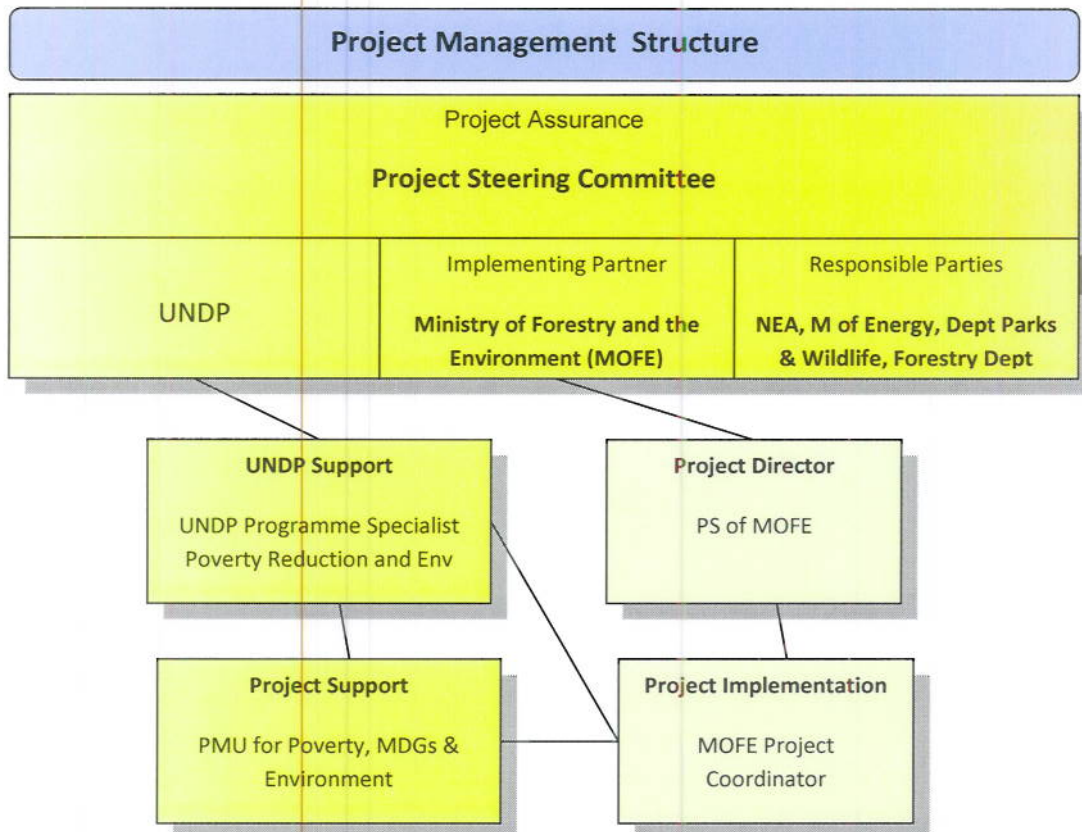 Project Management Structure
Project Assurance
Project Steering Committee
UNDP
Implementing Partner
Ministry of Forestry and the
Environment (MOFE)
Responsible Parties
NEA, M of Energy, Dept Parks
& Wildlife, Forestry Dept
UNDP Support
UNDP Programme Specialist
Poverty Reduction and Env
Project Director
PS of MOFE
Project Support
PMU for Poverty, MDGs &
Environment
Project Implementation
MOFE Project
Coordinator